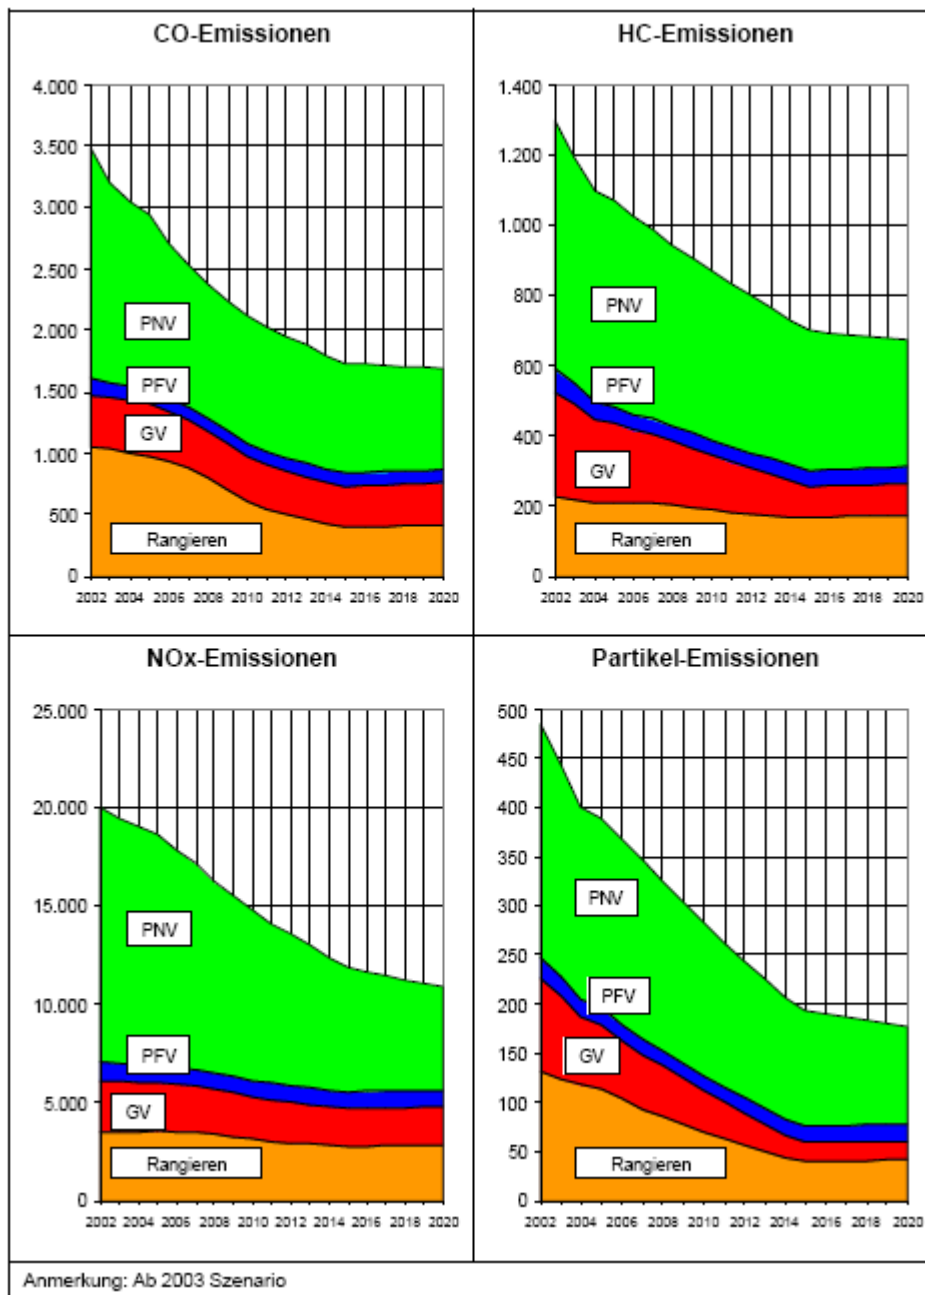 CO-Emissionen
4.000
3.500
3.000
2.500
2.000
1.500
1.000
500
0
PNV
PFV
GV
Rangieren
2002 2004 2006 2008 2010 2012 2014 2016 2018 2020
HC-Emissionen
1.400
1.200
1.000
800
600
400
200
0
PNV
PFV
GV
Rangieren
2002 2004 2006 2008 2010 2012 2014 2016 2018 2020
NOx-Emissionen
25.000
20.000
15.000
10.000
5.000
0
PNV
PFV
GV
Rangieren
2002 2004 2006 2008 2010 2012 2014 2016 2018 2020
Partikel-Emissionen
500
450
400
350
300
250
200
150
100
50
0
PNV
PFV
GV
Rangieren
2002 2004 2006 2008 2010 2012 2014 2016 2018 2020
Anmerkung: Ab 2003 Szenario